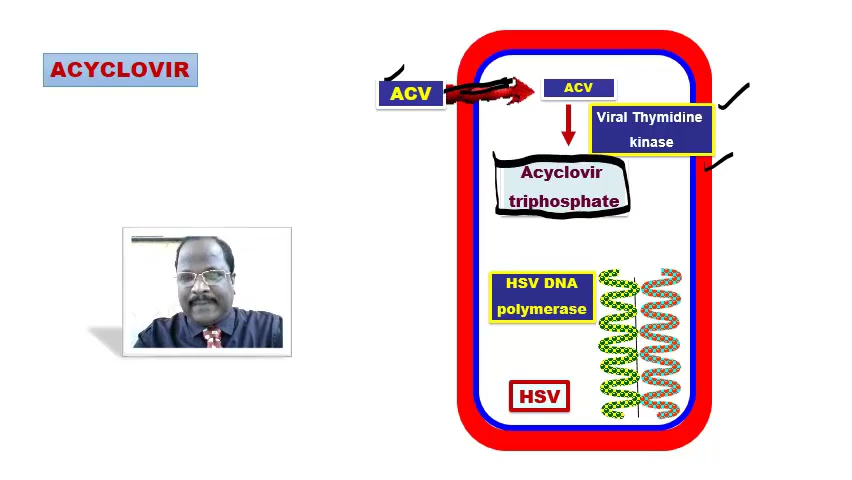 ACYCLOVIR
ACV
ACV
Viral Thymidine
kinase
Acyclovir
triphosphate
HSV DNA
polymerase
HSV